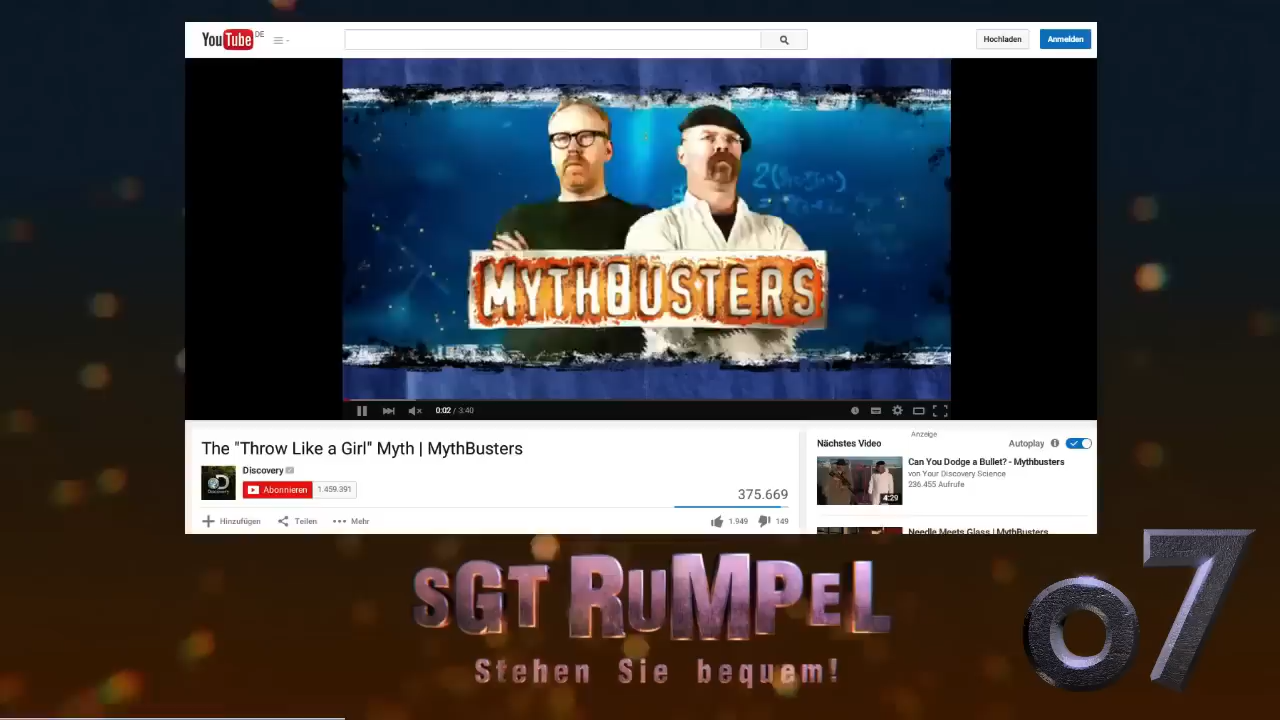 YouTube DE
Hochladen
Anmelden
MYTHBUSTERS
0:02 / 3:40
The "Throw Like a Girl" Myth | MythBusters
Discovery
Abonnieren 1.459.391
375.669
Hinzufügen Teilen Mehr
1.949 149
Anzeige
Nächstes Video
Autoplay
Can You Dodge a Bullet? - Mythbusters
von Your Discovery Science
236.455 Aufrufe
4:29
Needle Meets Glass | MythBusters
SGT RUMPEL
Stehen Sie bequem!
o7